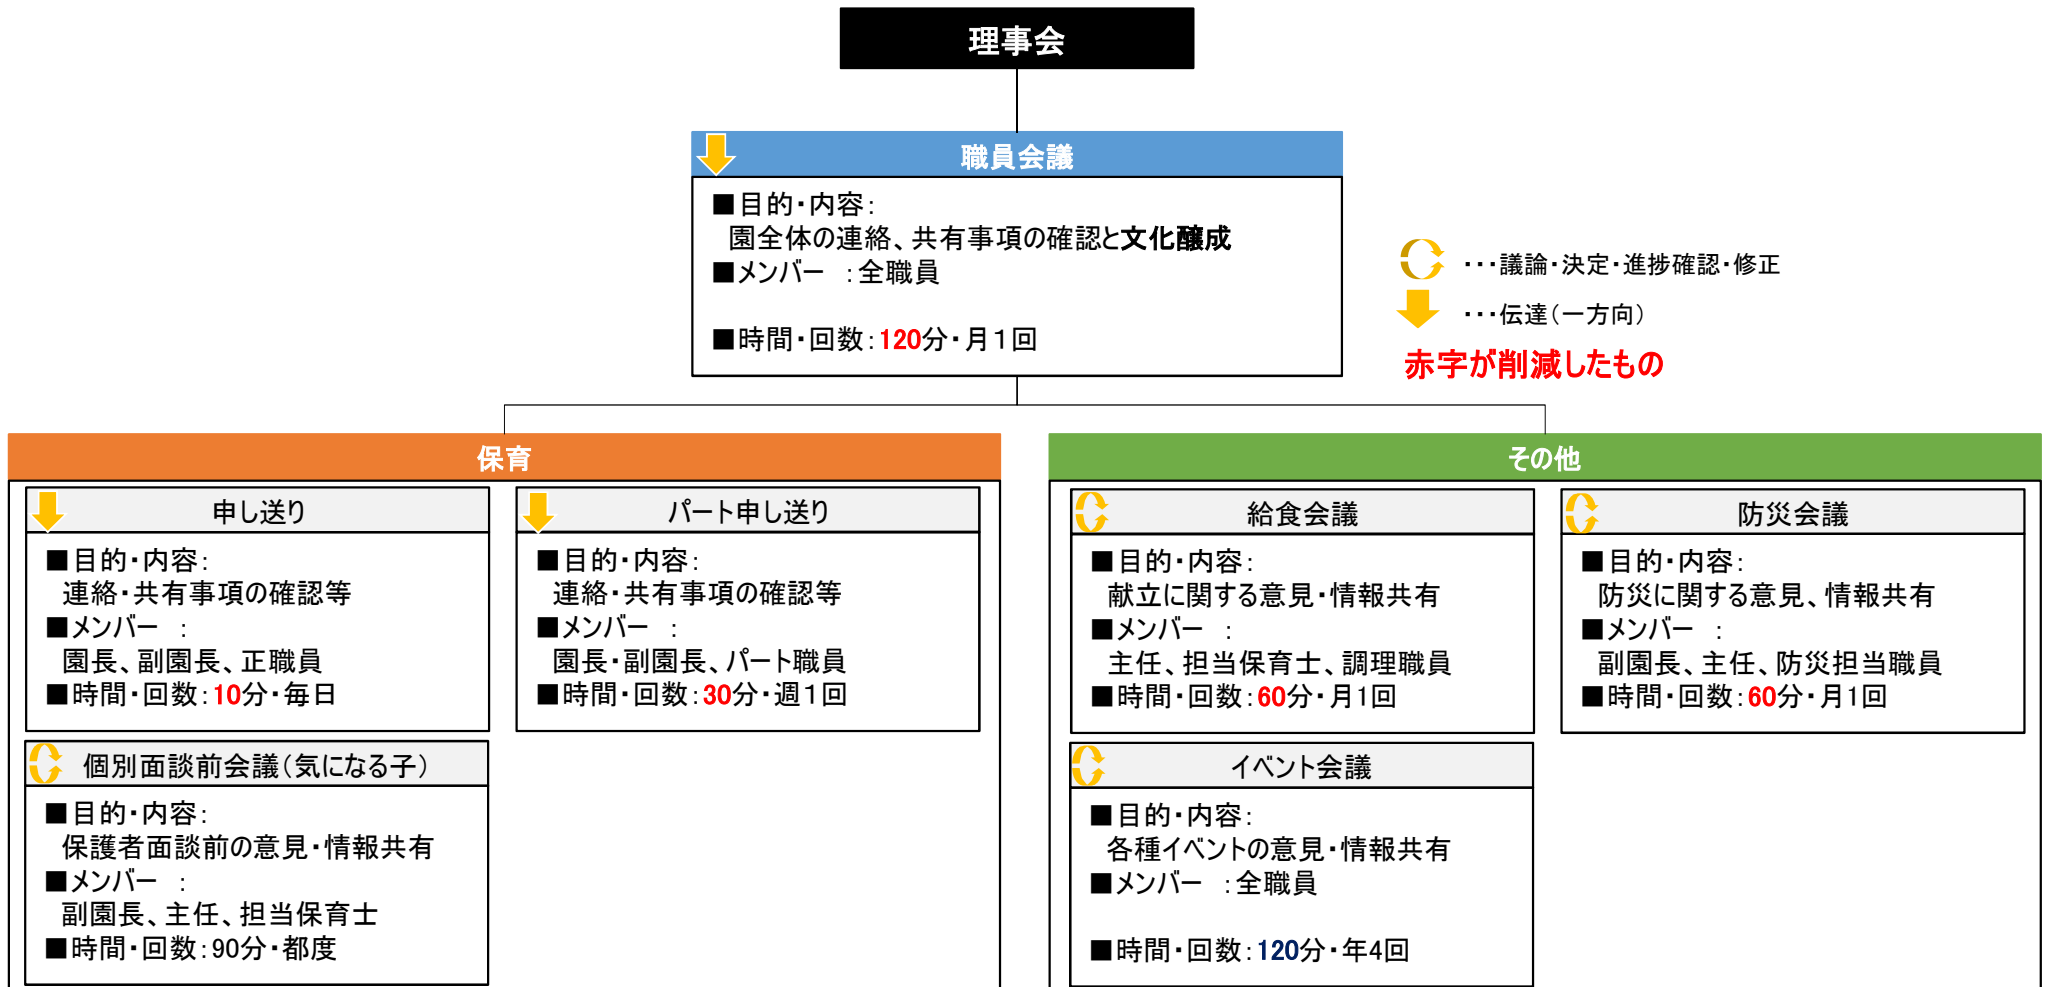 理事会
職員会議
■目的・内容：
園全体の連絡、共有事項の確認と文化醸成
■メンバー　：全職員
■時間・回数：120分・月１回
・・・議論・決定・進捗確認・修正
・・・伝達（一方向）
赤字が削減したもの
保育
申し送り
■目的・内容：
連絡・共有事項の確認等
■メンバー　：
園長、副園長、正職員
■時間・回数：10分・毎日
パート申し送り
■目的・内容：
連絡・共有事項の確認等
■メンバー　：
園長・副園長、パート職員
■時間・回数：30分・週１回
個別面談前会議（気になる子）
■目的・内容：
保護者面談前の意見・情報共有
■メンバー　：
副園長、主任、担当保育士
■時間・回数：90分・都度
その他
給食会議
■目的・内容：
献立に関する意見・情報共有
■メンバー　：
主任、担当保育士、調理職員
■時間・回数：60分・月1回
防災会議
■目的・内容：
防災に関する意見、情報共有
■メンバー　：
副園長、主任、防災担当職員
■時間・回数：60分・月1回
イベント会議
■目的・内容：
各種イベントの意見・情報共有
■メンバー　：全職員
■時間・回数：120分・年4回